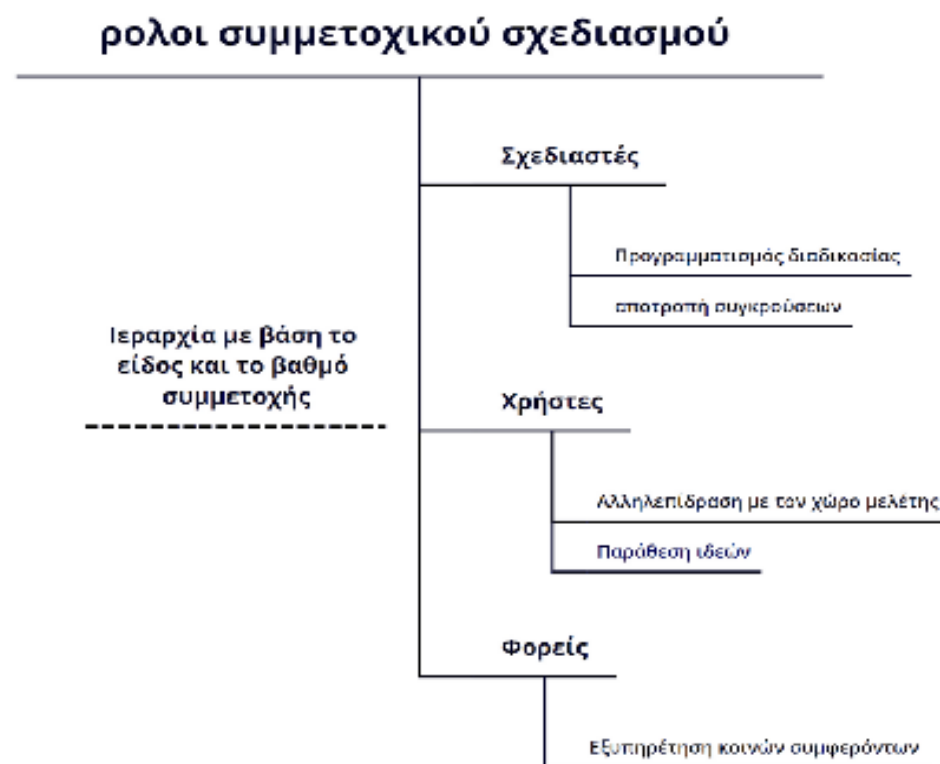 ρολοι συμμετοχικού σχεδιασμού
Σχεδιαστές
Προγραμματισμός διαδικασίας
αποτροπή συγκρούσεων
Ιεραρχία με βάση το
είδος και το βαθμό
συμμετοχής
Χρήστες
Αλληλεπίδραση με τον χώρο μελέτης
Παράθεση ιδεών
Φορείς
Εξυπηρέτηση κοινών συμφερόντων